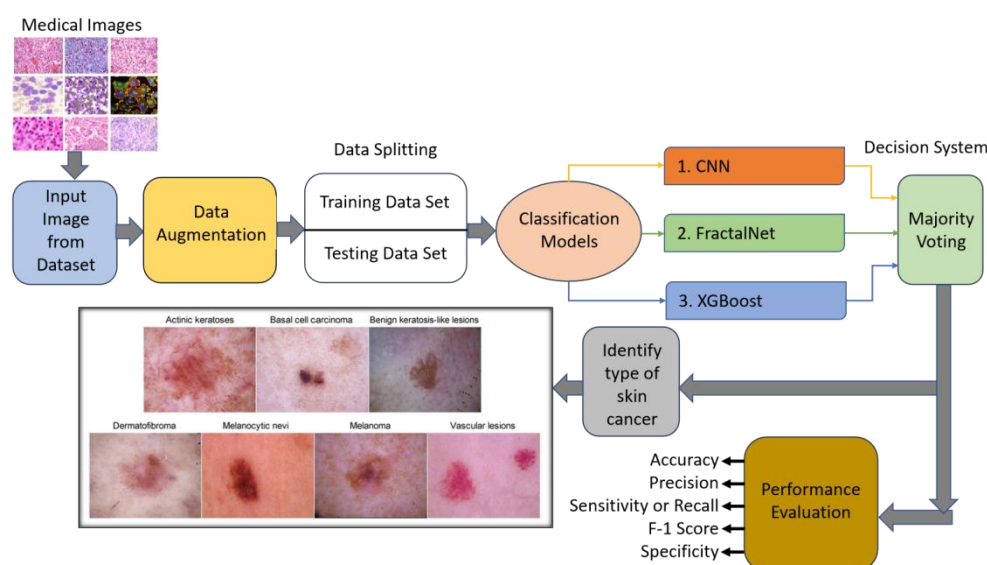 Medical Images
Input
Image
from
Dataset
Data
Augmentation
Data Splitting
Training Data Set
Testing Data Set
Classification
Models
1. CNN
2. FractalNet
3. XGBoost
Decision System
Majority
Voting
Identify
type of
skin
cancer
Actinic keratoses
Basal cell carcinoma
Benign keratosis-like lesions
Dermatofibroma
Melanocytic nevi
Melanoma
Vascular lesions
Performance
Evaluation
Accuracy
Precision
Sensitivity or Recall
F-1 Score
Specificity